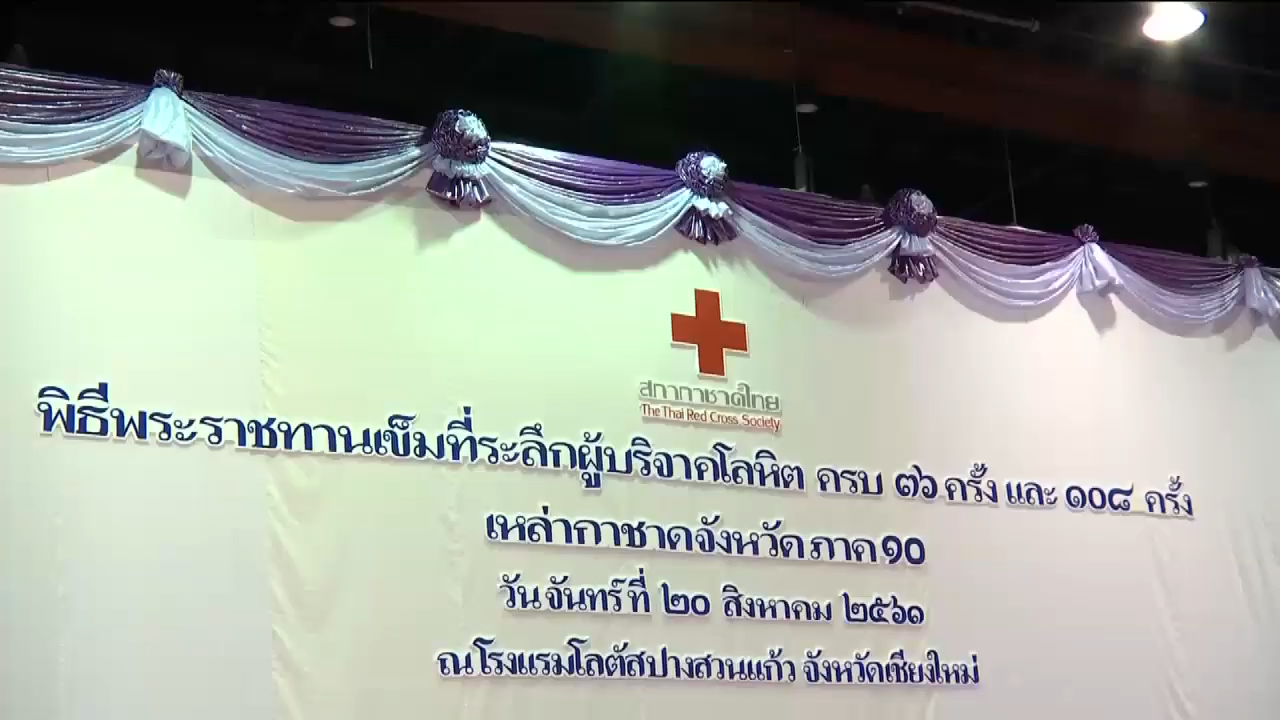 สภากาชาดไทย
The Thai Red Cross Society
พิธีพระราชทานเข็มที่ระลึกผู้บริจาคโลหิต ครบ ๗๖ ครั้ง และ ๑๐๘ ครั้ง
เหล่ากาชาดจังหวัด ภาค ๑๐
วันจันทร์ที่ ๒๐ สิงหาคม ๒๕๖๑
ณ โรงแรมโลตัสปางสวนแก้ว จังหวัดเชียงใหม่